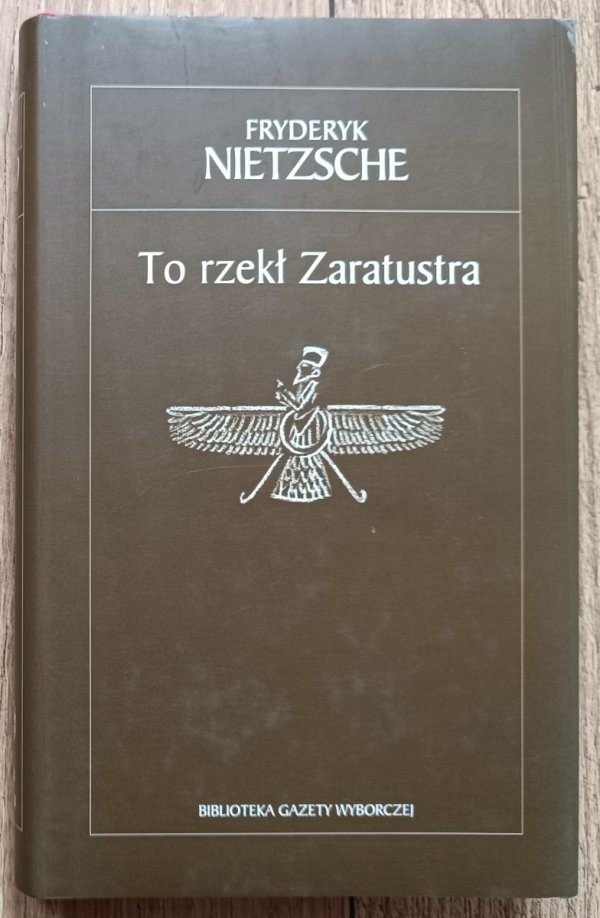 FRYDERYK
NIETZSCHE
To rzekł Zaratustra
BIBLIOTEKA GAZETY WYBORCZEJ